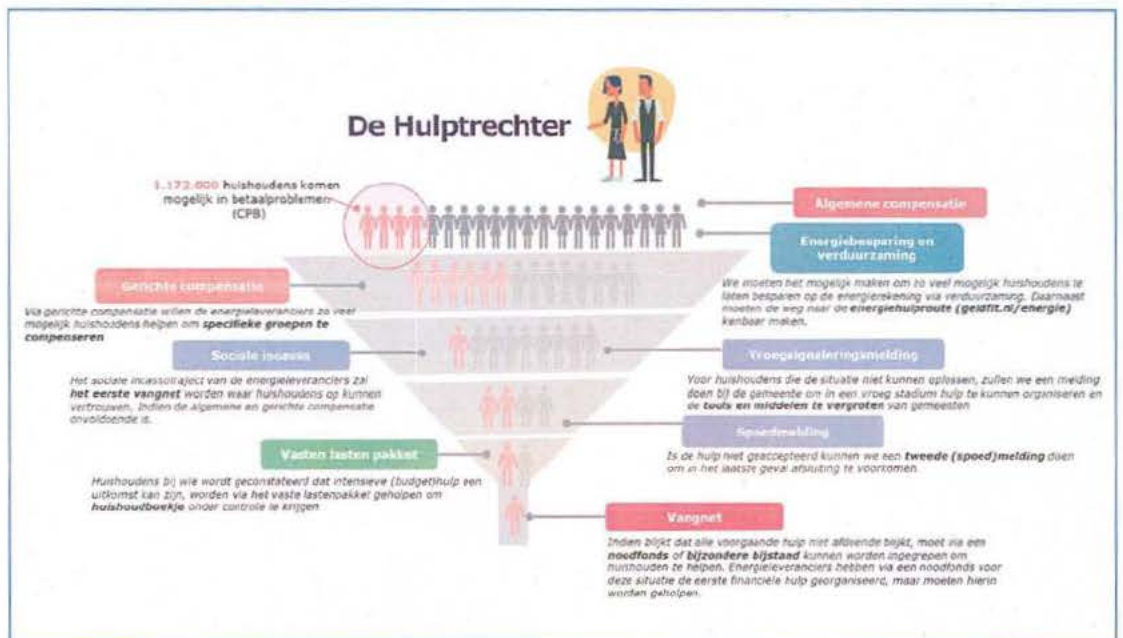 De Hulptrechter
1.172.000 huishoudens komen
mogelijk in betaalproblemen
(CPB)
Algemene compensatie
Energiebesparing en
verduurzaming
We moeten het mogelijk maken om zo veel mogelijk huishoudens te
laten besparen op de energierekening via verduurzaming. Daarnaast
moeten de weg naar de energiehulproute (geldfit.nl/energie)
kenbaar maken.
Gerichte compensatie
Via gerichte compensatie willen de energieleveranciers zo veel
mogelijk huishoudens helpen om specifieke groepen te
compenseren
Sociale incasso
Het sociale incassotraject van de energieleveranciers zal
het eerste vangnet worden waar huishoudens op kunnen
vertrouwen. Indien de algemene en gerichte compensatie
onvoldoende is.
Vroegsignaleringsmelding
Voor huishoudens die de situatie niet kunnen oplossen, zullen we een melding
doen bij de gemeente om in een vroeg stadium hulp te kunnen organiseren en
de tools en middelen te vergroten van gemeenten
Spoedmelding
Is de hulp niet geaccepteerd kunnen we een tweede (spoed)melding doen
om in het laatste geval afsluiting te voorkomen.
Vasten lasten pakket
Huishoudens bij wie wordt geconstateerd dat intensieve (budget)hulp een
uitkomst kan zijn, worden via het vaste lastenpakket geholpen om
huishoudboekje onder controle te krijgen
Vangnet
Indien blijkt dat alle voorgaande hulp niet afdoende blijkt, moet via een
noodfonds of bijzondere bijstand kunnen worden ingegrepen om
huishouden te helpen. Energieleveranciers hebben via een noodfonds voor
deze situatie de eerste financiële hulp georganiseerd, maar moeten hierin
worden geholpen.